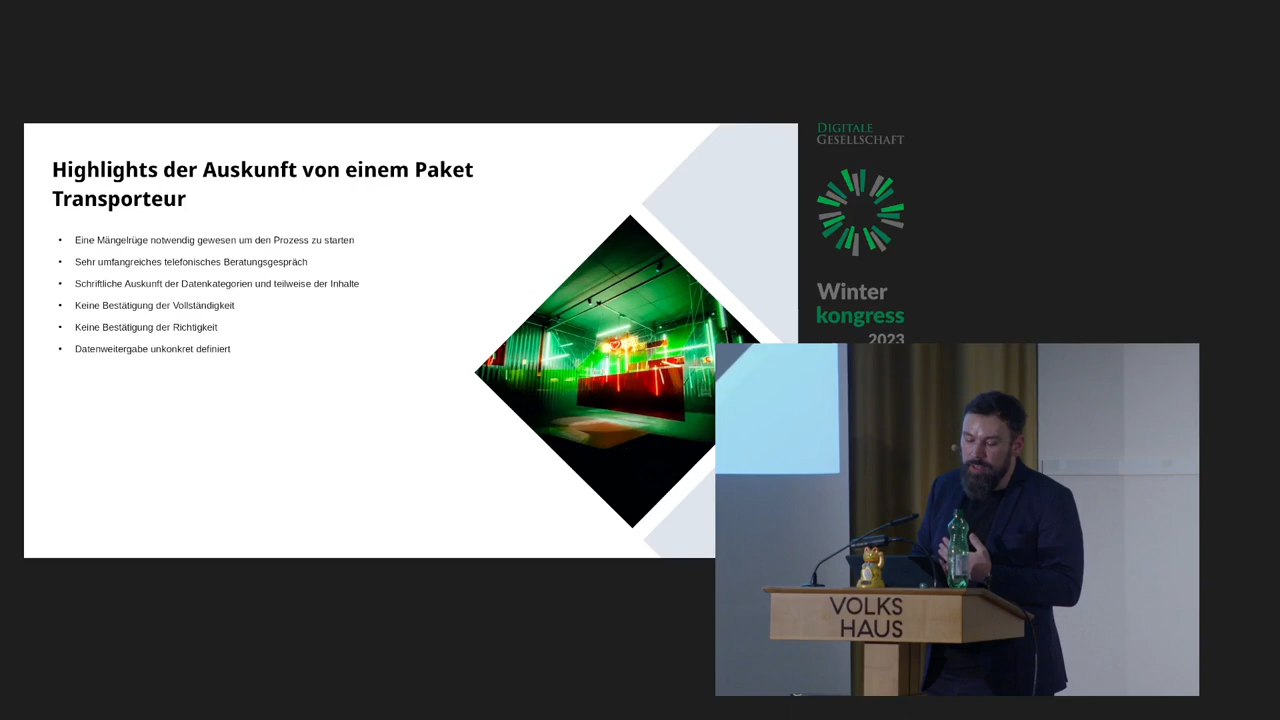 Highlights der Auskunft von einem Paket
Transporteur
• Eine Mängelrüge notwendig gewesen um den Prozess zu starten
• Sehr umfangreiches telefonisches Beratungsgespräch
• Schriftliche Auskunft der Datenkategorien und teilweise der Inhalte
• Keine Bestätigung der Vollständigkeit
• Keine Bestätigung der Richtigkeit
• Datenweitergabe unkonkret definiert
DIGITALE
GESELLSCHAFT
Winter
kongress
2023
VOLKS
HAUS